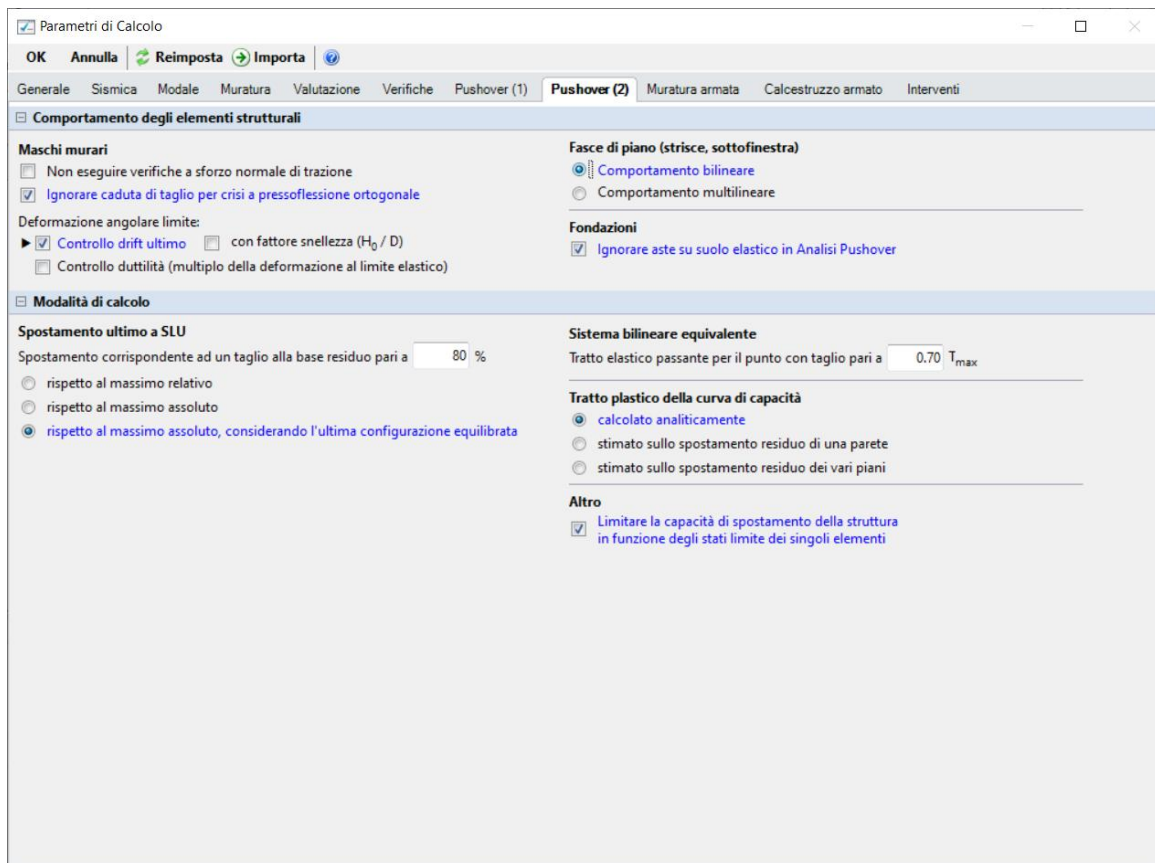 Parametri di Calcolo
OK Annulla Reimposta Importa
Generale Sismica Modale Muratura Valutazione Verifiche Pushover (1) Pushover (2) Muratura armata Calcestruzzo armato Interventi
Comportamento degli elementi strutturali
Maschi murari
Non eseguire verifiche a sforzo normale di trazione
Ignorare caduta di taglio per crisi a pressoflessione ortogonale
Deformazione angolare limite:
Controllo drift ultimo con fattore snellezza (H0 / D)
Controllo duttilità (multiplo della deformazione al limite elastico)
Fasce di piano (strisce, sottofinestra)
Comportamento bilineare
Comportamento multilineare
Fondazioni
Ignorare aste su suolo elastico in Analisi Pushover
Modalità di calcolo
Spostamento ultimo a SLU
Spostamento corrispondente ad un taglio alla base residuo pari a 80 %
rispetto al massimo relativo
rispetto al massimo assoluto
rispetto al massimo assoluto, considerando l'ultima configurazione equilibrata
Sistema bilineare equivalente
Tratto elastico passante per il punto con taglio pari a 0.70 Tmax
Tratto plastico della curva di capacità
calcolato analiticamente
stimato sullo spostamento residuo di una parete
stimato sullo spostamento residuo dei vari piani
Altro
Limitare la capacità di spostamento della struttura
in funzione degli stati limite dei singoli elementi